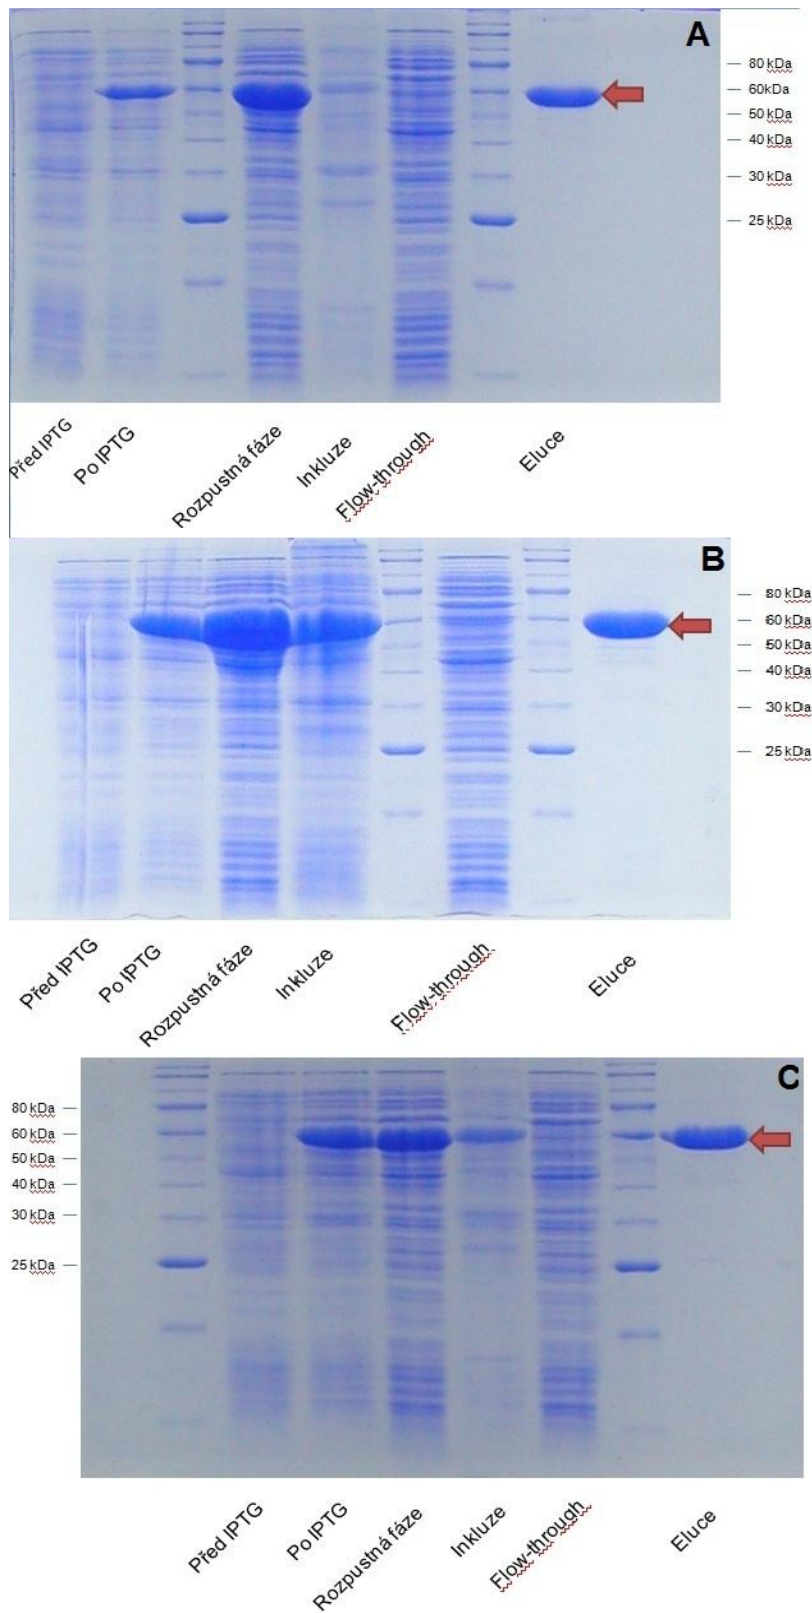 A
80 kDa
60kDa
50 kDa
40 kDa
30 kDa
25 kDa
Před IPTG
Po IPTG
Rozpustná fáze
Inkluze
Flow-through
Eluce
B
80 kDa
60 kDa
50 kDa
40 kDa
30 kDa
25 kDa
Před IPTG
Po IPTG
Rozpustná fáze
Inkluze
Flow-through
Eluce
C
80 kDa
60 kDa
50 kDa
40 kDa
30 kDa
25 kDa
Před IPTG
Po IPTG
Rozpustná fáze
Inkluze
Flow-through
Eluce